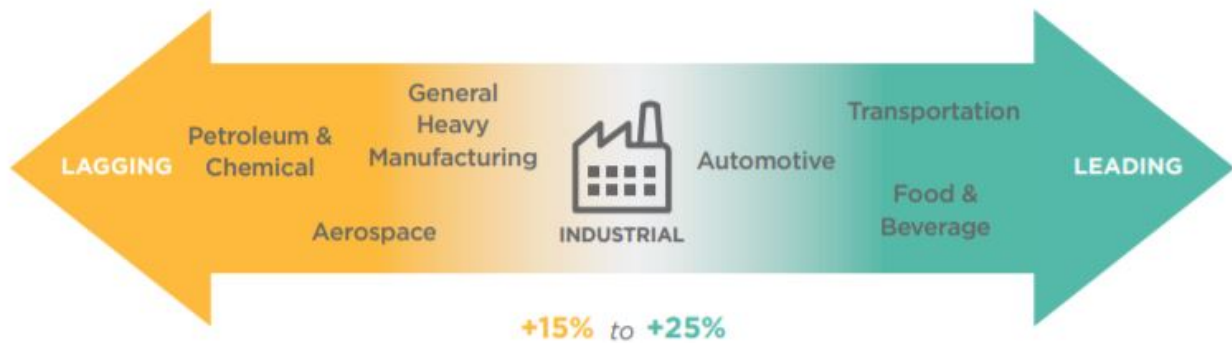 LAGGING
Petroleum &
Chemical
General
Heavy
Manufacturing
Aerospace
INDUSTRIAL
Automotive
Transportation
Food &
Beverage
LEADING
+15% to +25%